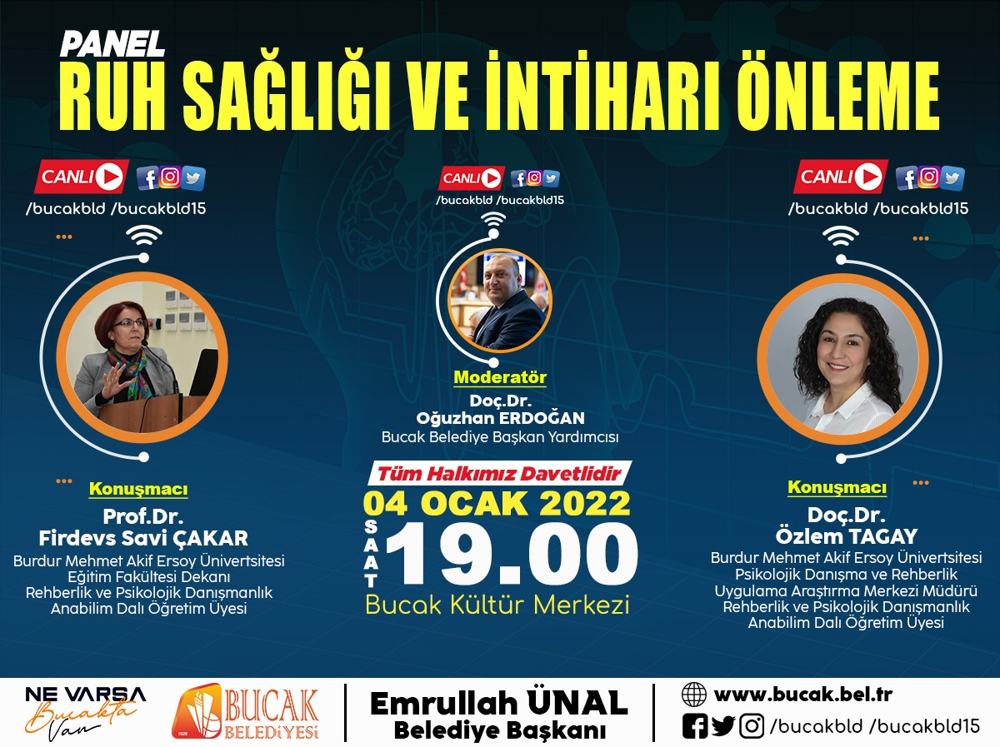 PANEL
RUH SAĞLIĞI VE İNTİHARI ÖNLEME
CANLI
/bucakbld /bucakbld15
CANLI
/bucakbld /bucakbld15
CANLI
/bucakbld /bucakbld15
Konuşmacı
Prof.Dr.
Firdevs Savi ÇAKAR
Burdur Mehmet Akif Ersoy Ünivertsitesi
Eğitim Fakültesi Dekanı
Rehberlik ve Psikolojik Danışmanlık
Anabilim Dalı Öğretim Üyesi
Moderatör
Doç.Dr.
Oğuzhan ERDOĞAN
Bucak Belediye Başkan Yardımcısı
Tüm Halkımız Davetlidir
04 OCAK 2022
SAAT 19.00
Bucak Kültür Merkezi
Konuşmacı
Doç.Dr.
Özlem TAGAY
Burdur Mehmet Akif Ersoy Ünivertsitesi
Psikolojik Danışma ve Rehberlik
Uygulama Araştırma Merkezi Müdürü
Rehberlik ve Psikolojik Danışmanlık
Anabilim Dalı Öğretim Üyesi
NE VARSA
Bucakta
Var
1926
BUCAK
BELEDİYESİ
Emrullah ÜNAL
Belediye Başkanı
www.bucak.bel.tr
/bucakbld /bucakbld15